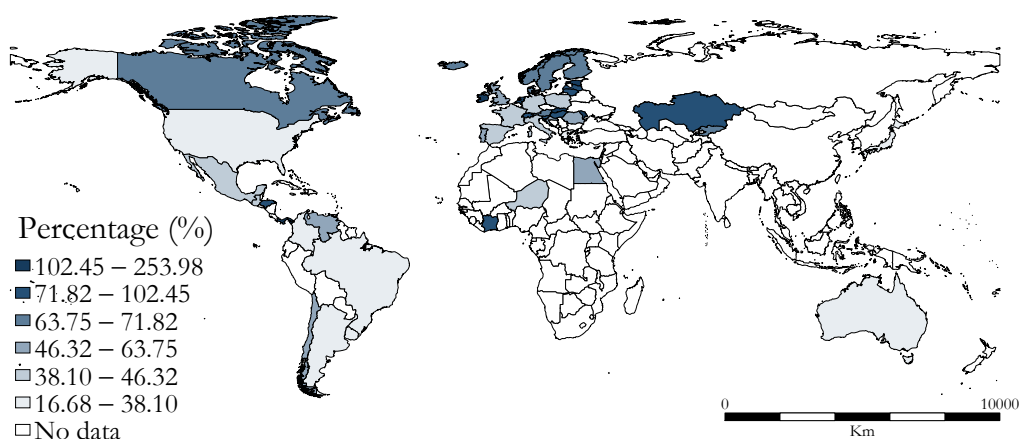 Percentage (%)
102.45 – 253.98
71.82 – 102.45
63.75 – 71.82
46.32 – 63.75
38.10 – 46.32
16.68 – 38.10
No data
0 10000
Km